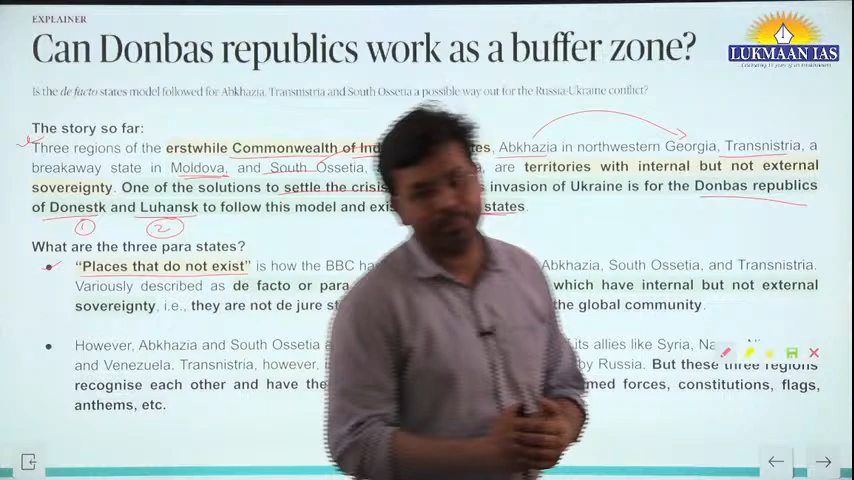 EXPLAINER
LUKMAAN IAS
Can Donbas republics work as a buffer zone?
Is the de facto states model followed for Abkhazia, Transnistria and South Ossetia a possible way out for the Russia-Ukraine conflict?
The story so far:
Three regions of the erstwhile Commonwealth of Ind es, Abkhazia in northwestern Georgia, Transnistria, a
breakaway state in Moldova, and South Ossetia, a, are territories with internal but not external
sovereignty. One of the solutions to settle the crisis s invasion of Ukraine is for the Donbas republics
of Donestk and Luhansk to follow this model and exi states.
1 2
What are the three para states?
"Places that do not exist" is how the BBC ha Abkhazia, South Ossetia, and Transnistria.
Variously described as de facto or para which have internal but not external
sovereignty, i.e., they are not de jure st the global community.
However, Abkhazia and South Ossetia its allies like Syria, Na
and Venezuela. Transnistria, however, i by Russia. But these three regions
recognise each other and have the med forces, constitutions, flags,
anthems, etc.